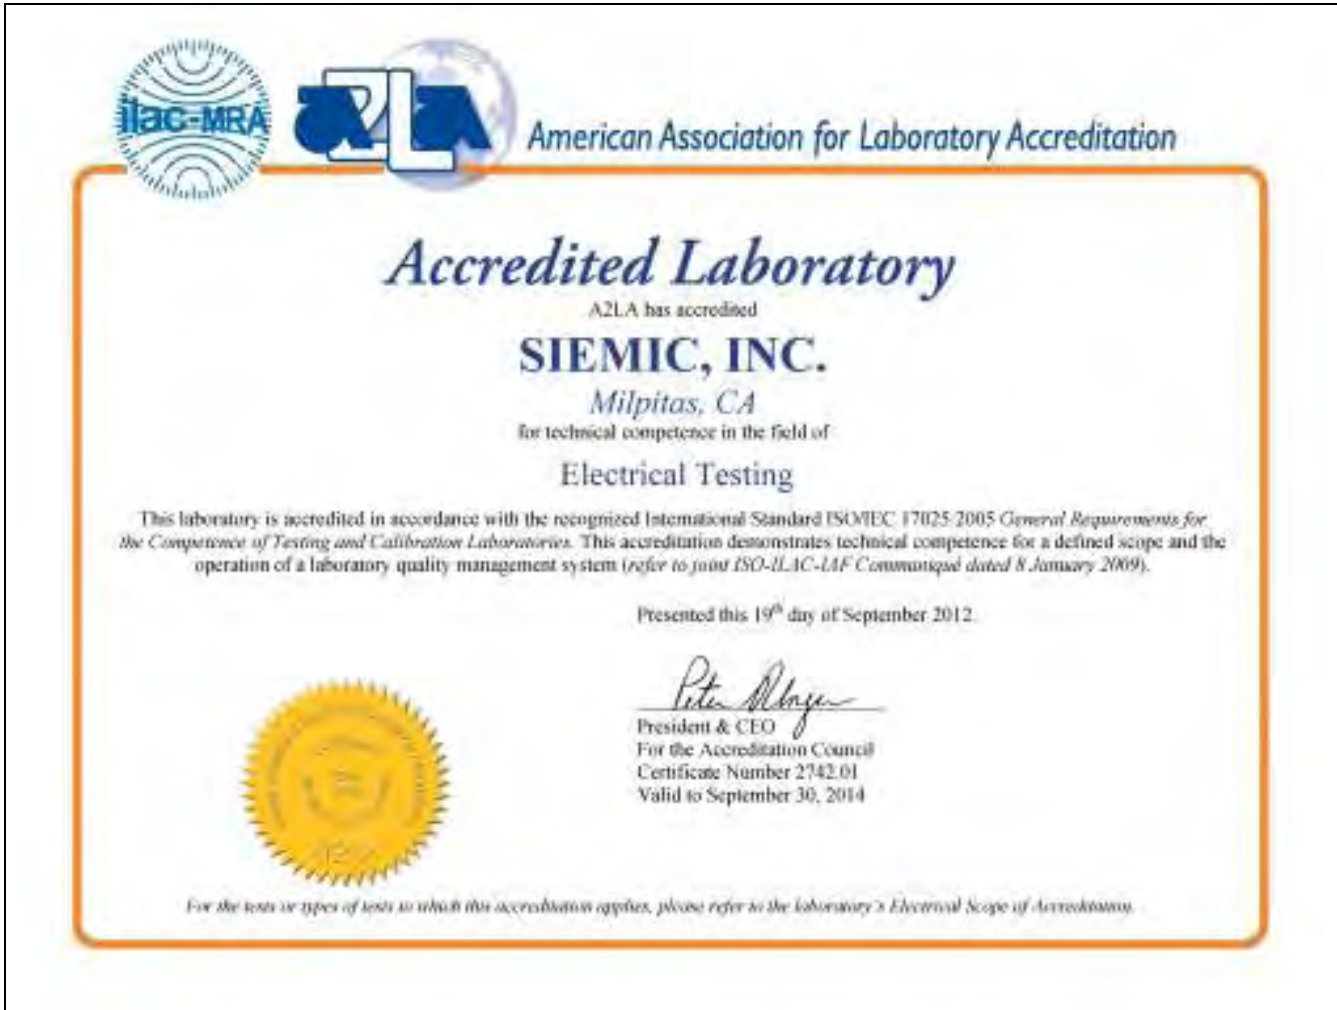 ilac-MRA
A2LA
American Association for Laboratory Accreditation
Accredited Laboratory
A2LA has accredited
SIEMIC, INC.
Milpitas, CA
for technical competence in the field of
Electrical Testing
This laboratory is accredited in accordance with the recognized International Standard ISO/IEC 17025:2005 General Requirements for
the Competence of Testing and Calibration Laboratories. This accreditation demonstrates technical competence for a defined scope and the
operation of a laboratory quality management system (refer to joint ISO-ILAC-IAF Communiqué dated 8 January 2009).
Presented this 19th day of September 2012.
Peter
President & CEO
For the Accreditation Council
Certificate Number 2742.01
Valid to September 30, 2014
For the tests or types of tests to which this accreditation applies, please refer to the laboratory's Electrical Scope of Accreditation.